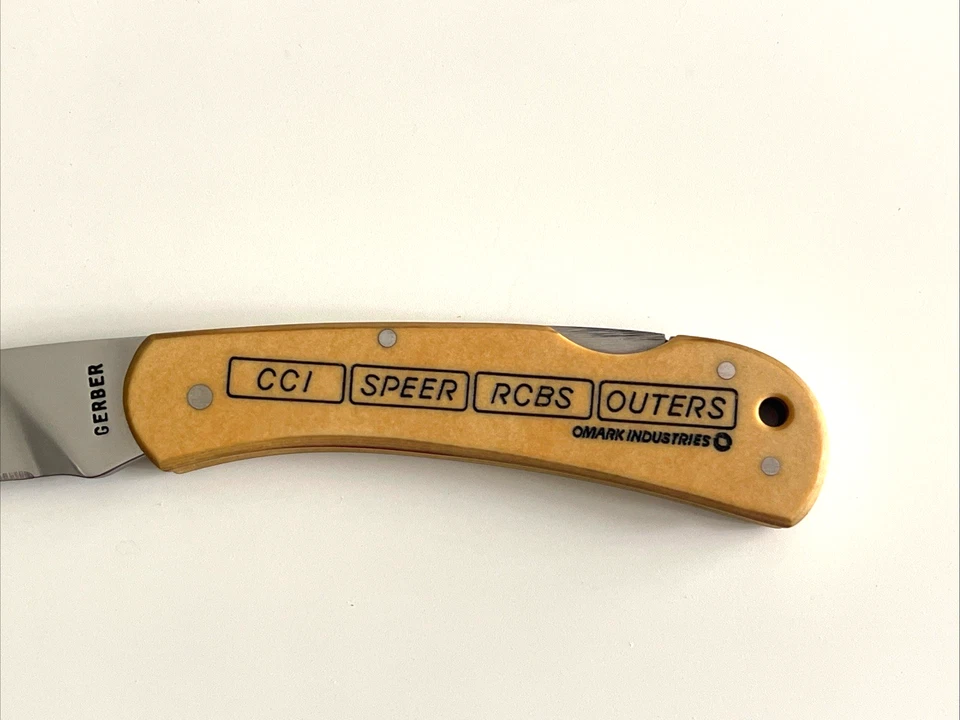 GERBER
CCI SPEER RCBS OUTERS
OMARK INDUSTRIES